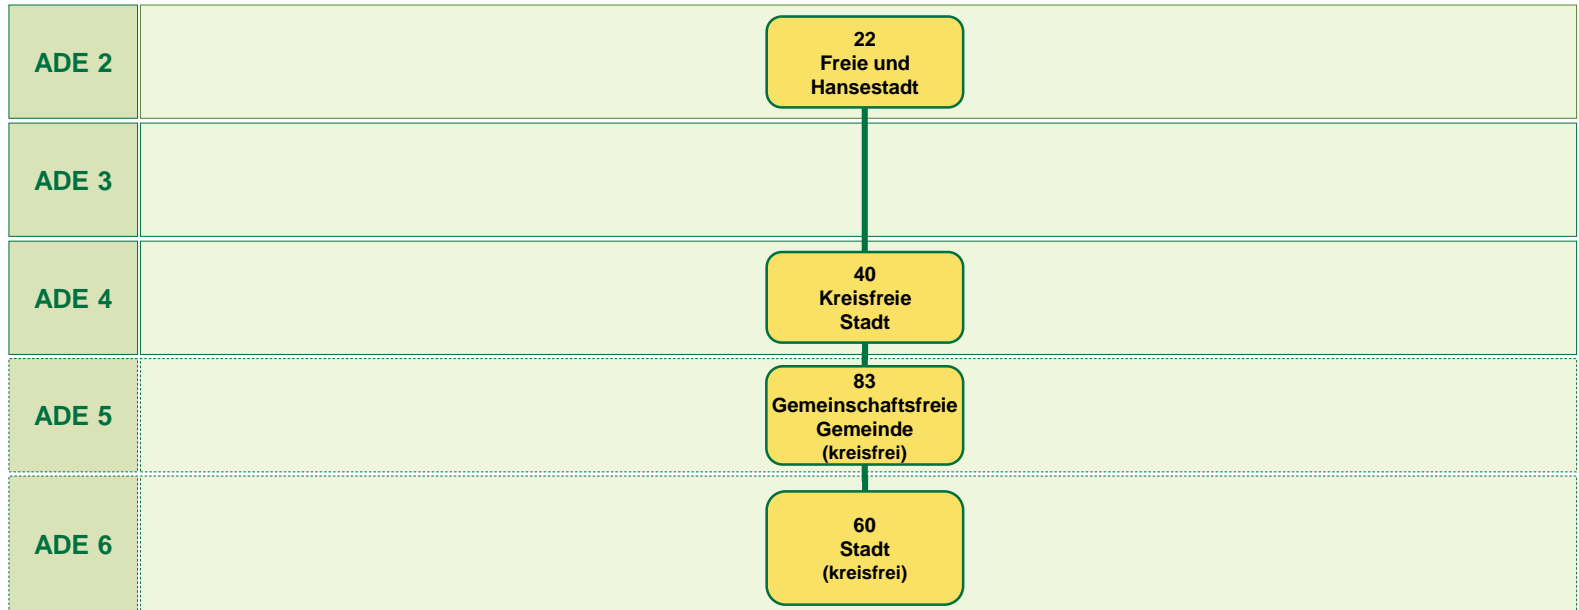 ADE 2
22
Freie und
Hansestadt
ADE 3
ADE 4
40
Kreisfreie
Stadt
ADE 5
83
Gemeinschaftsfreie
Gemeinde
(kreisfrei)
ADE 6
60
Stadt
(kreisfrei)